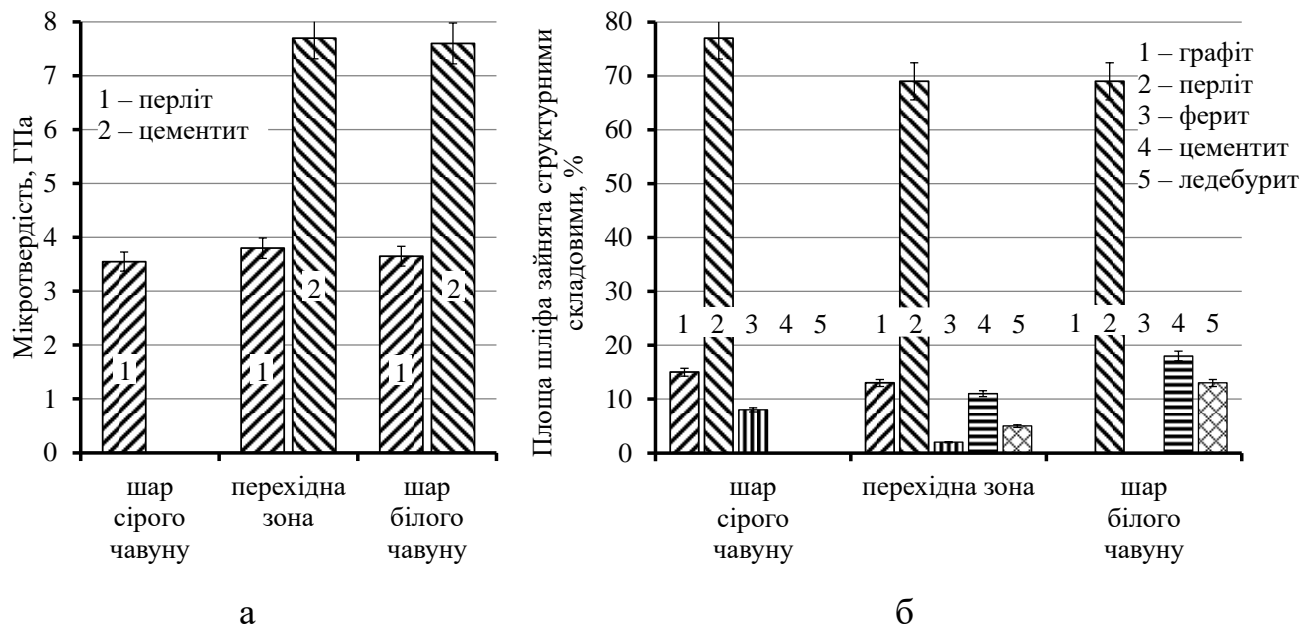 Мікротвердість, ГПа
8
7
6
5
4
3
2
1
0
1 – перліт
2 – цементит
1
1
2
1
2
шар
сірого
чавуну
перехідна
зона
шар
білого
чавуну
а
Площа шліфа зайнята структурними
складовими, %
80
70
60
50
40
30
20
10
0
1 – графіт
2 – перліт
3 – ферит
4 – цементит
5 – ледебурит
1 2 3 4 5
1 2 3 4 5
1 2 3 4 5
шар
сірого
чавуну
перехідна зона
шар
білого
чавуну
б